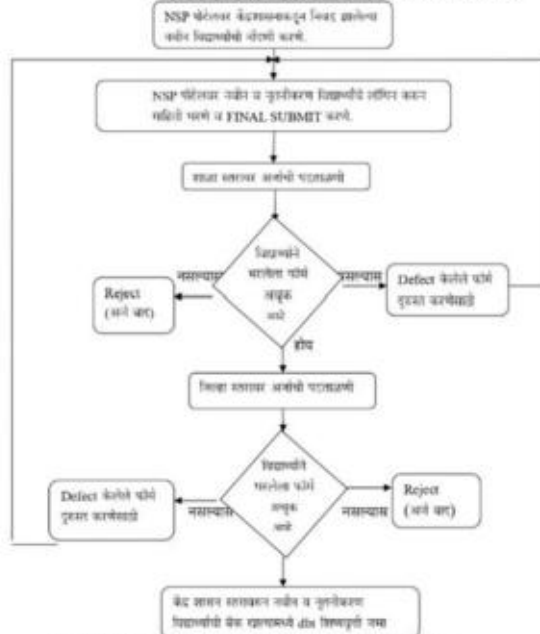 NSP पोर्टलवर केंद्रशासनाकडून निवड झालेल्या
नवीन विद्यार्थ्यांची नोंदणी करणे.
NSP पोर्टलवर नवीन व नुतनीकरण विद्यार्थ्यांचे लॉगिन करून
माहिती भरणे व FINAL SUBMIT करणे.
शाळा स्तरावर अर्जाची पडताळणी
विद्यार्थ्याने
भरलेला फॉर्म
अचूक
आहे
नसल्यास
नसल्यास
Reject
(अर्ज बाद)
Defect केलेले फॉर्म
दुरुस्त करणेसाठी
होय
जिल्हा स्तरावर अर्जाची पडताळणी
विद्यार्थ्याने
भरलेला फॉर्म
अचूक
आहे
Defect केलेले फॉर्म
दुरुस्त करणेसाठी
नसल्यास
नसल्यास
Reject
(अर्ज बाद)
केंद्र शासन स्तरावरुन नवीन व नुतनीकरण
विद्यार्थ्यांची बँक खात्यामध्ये dbt शिष्यवृत्ती जमा